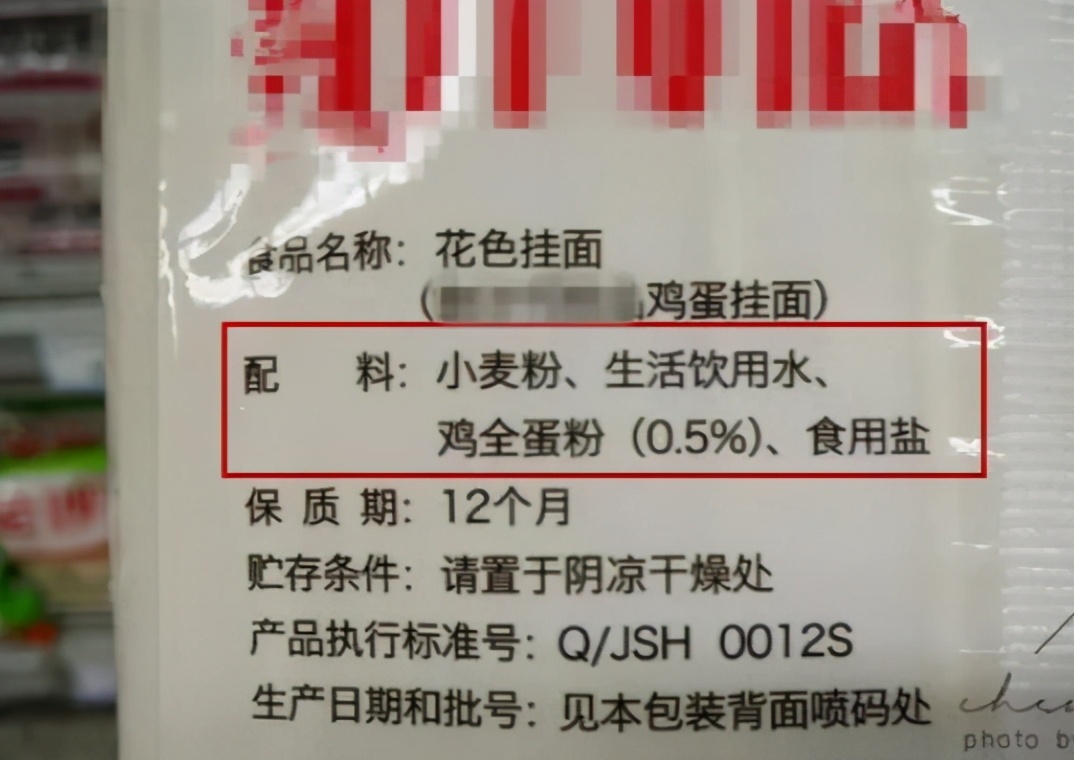 食品名称：花色挂面
鸡蛋挂面）
配 料：小麦粉、生活饮用水、
鸡全蛋粉（0.5%）、食用盐
保 质 期：12个月
贮存条件：请置于阴凉干燥处
产品执行标准号：Q/JSH 0012S
生产日期和批号：见本包装背面喷码处
photo b